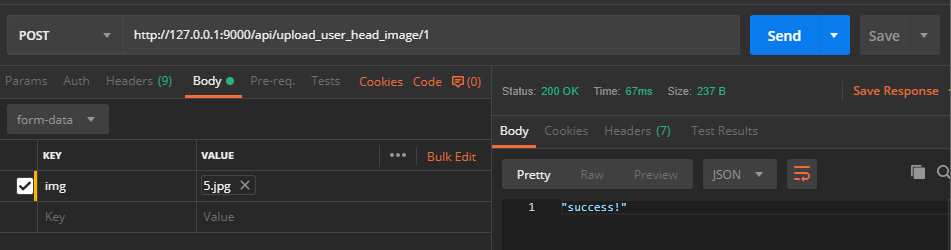 POST http://127.0.0.1:9000/api/upload_user_head_image/1 Send Save
Params Auth Headers (9) Body Pre-req. Tests Cookies Code (0)
form-data
KEY VALUE ••• Bulk Edit
img 5.jpg
Key Value
Status: 200 OK Time: 67ms Size: 237 B Save Response
Body Cookies Headers (7) Test Results
Pretty Raw Preview JSON
1 "success!"